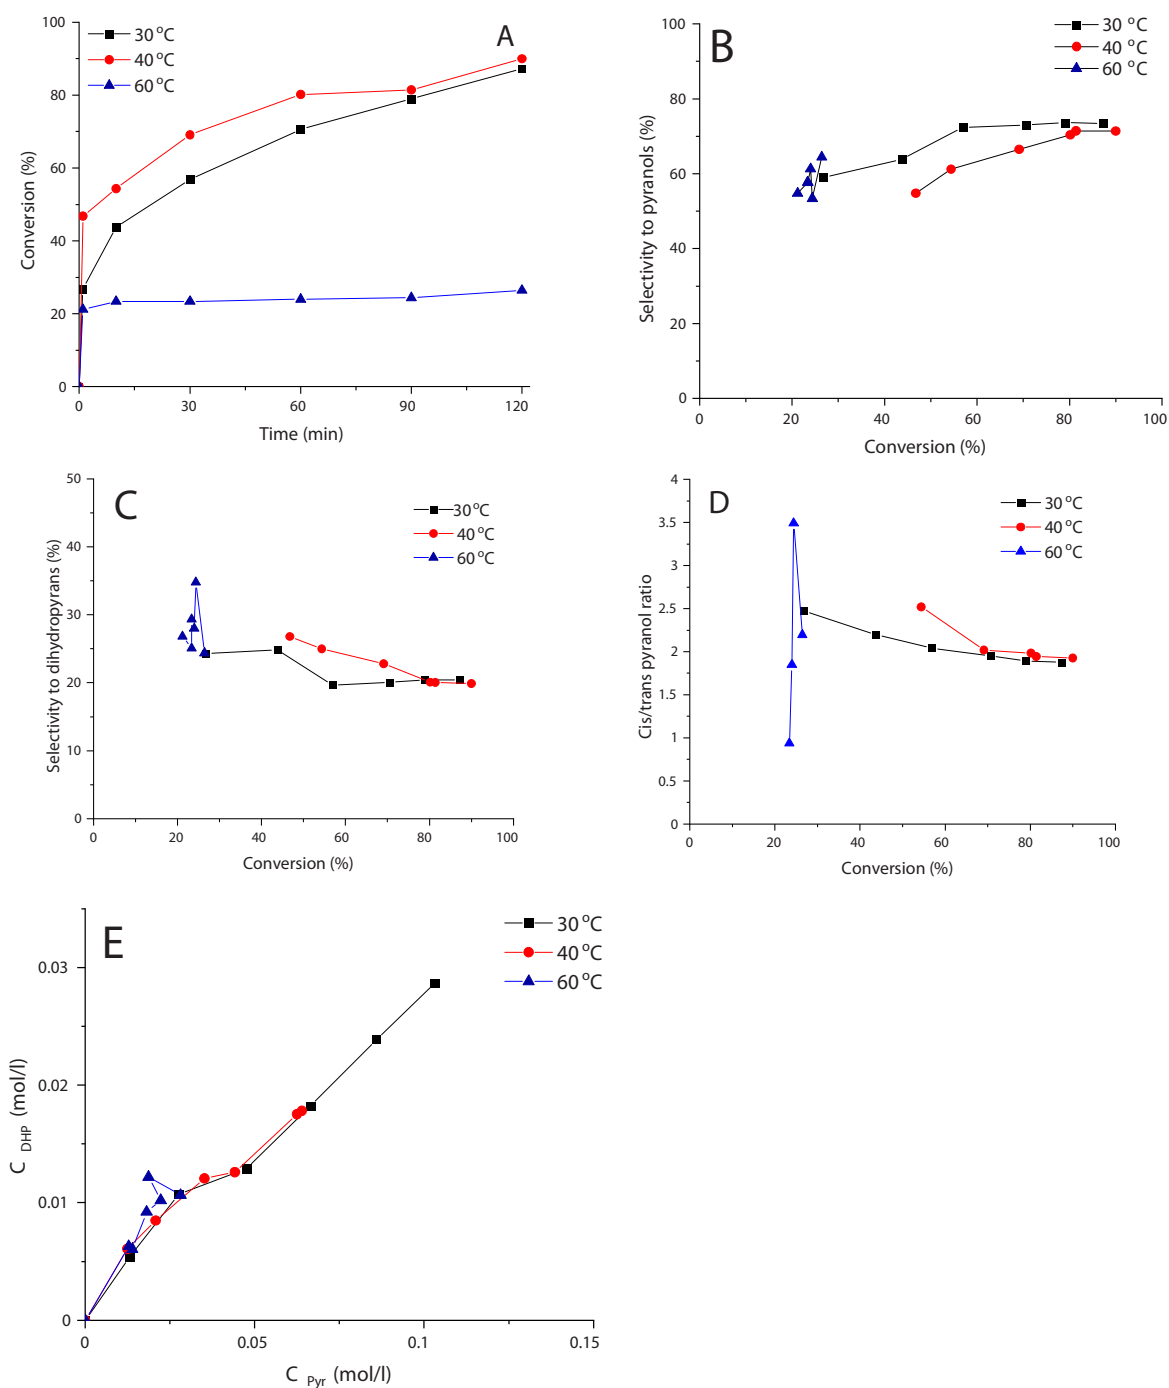 A
30 °C
40 °C
60 °C
Conversion (%)
100
80
60
40
20
0
0 30 60 90 120
Time (min)
B
30 °C
40 °C
60 °C
Selectivity to pyranols (%)
100
80
60
40
20
0
0 20 40 60 80 100
Conversion (%)
C
30 °C
40 °C
60 °C
Selectivity to dihydropyrans (%)
50
40
30
20
10
0
0 20 40 60 80 100
Conversion (%)
D
30 °C
40 °C
60 °C
Cis/trans pyranol ratio
4
3.5
3
2.5
2
1.5
1
0.5
0
0 20 40 60 80 100
Conversion (%)
E
30 °C
40 °C
60 °C
C DHP (mol/l)
0.03
0.02
0.01
0
0 0.05 0.1 0.15
C Pyr (mol/l)